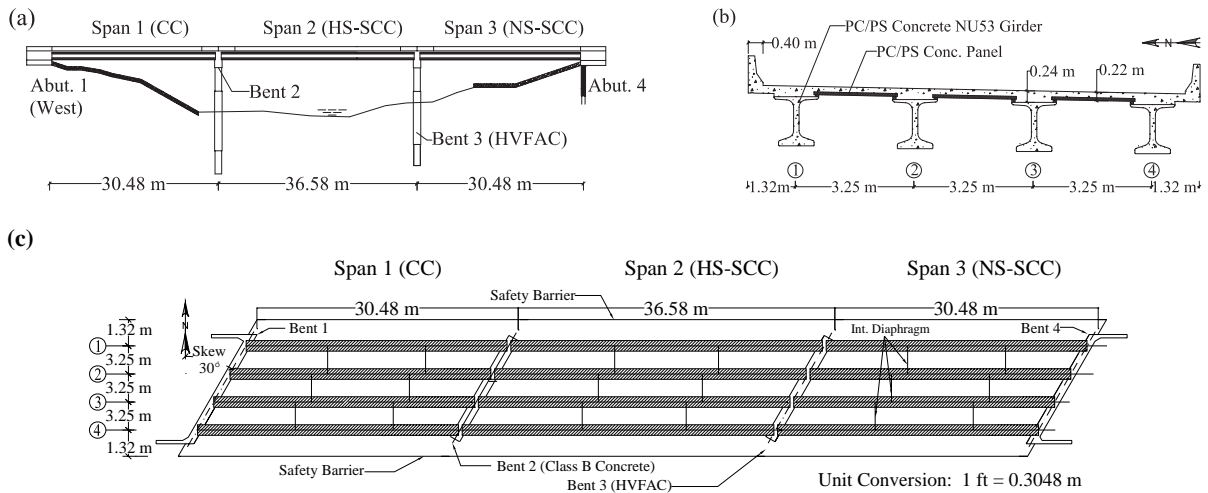 (a)
Span 1 (CC) Span 2 (HS-SCC) Span 3 (NS-SCC)
Abut. 1
(West)
Bent 2
Abut. 4
Bent 3 (HVFAC)
30.48 m 36.58 m 30.48 m
(b)
PC/PS Concrete NU53 Girder
0.40 m
PC/PS Conc. Panel
N
0.24 m 0.22 m
1 2 3 4
1.32m 3.25 m 3.25 m 3.25 m 1.32 m
(c)
Span 1 (CC) Span 2 (HS-SCC) Span 3 (NS-SCC)
Safety Barrier
30.48 m 36.58 m 30.48 m
1.32 m
N
Bent 1
Int. Diaphragm
Bent 4
1
3.25 m
Skew
30°
2
3.25 m
3
3.25 m
4
1.32 m
Safety Barrier
Bent 2 (Class B Concrete)
Bent 3 (HVFAC)
Unit Conversion: 1 ft = 0.3048 m